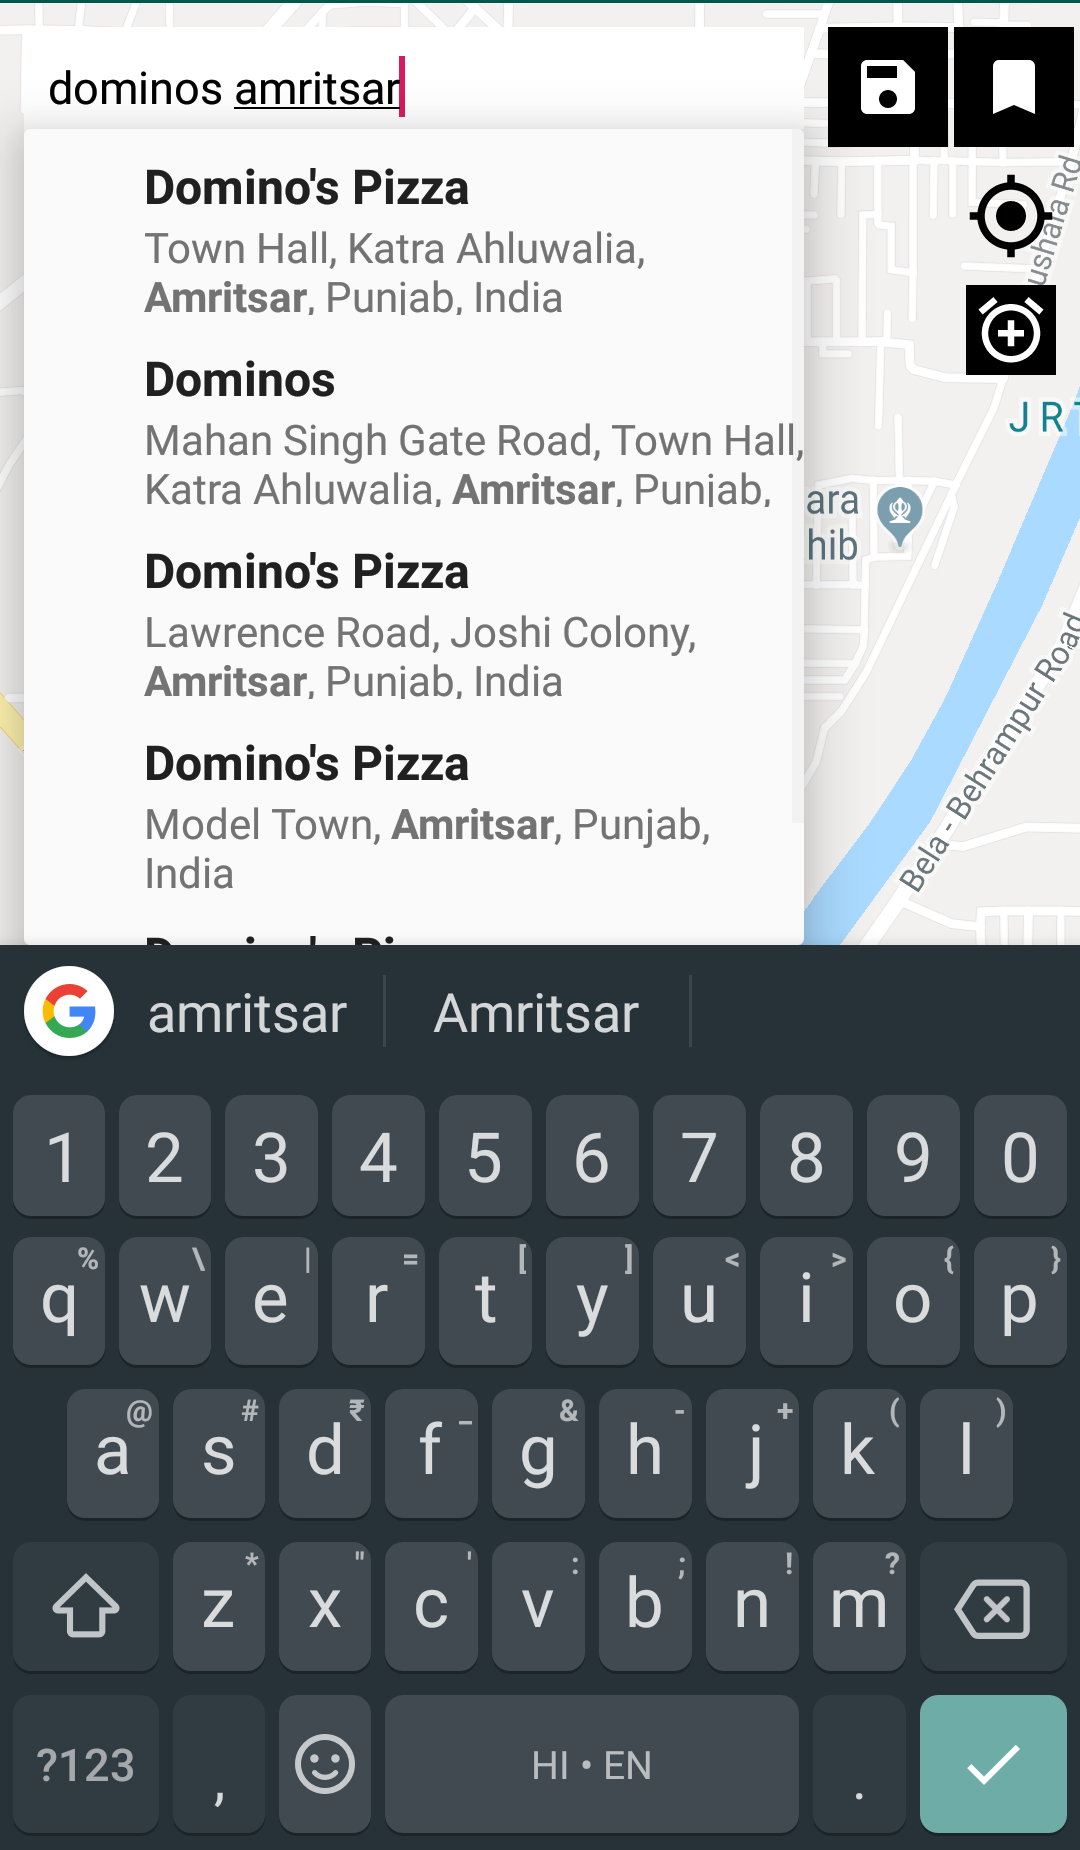 dominos amritsar
Domino's Pizza
Town Hall, Katra Ahluwalia,
Amritsar, Punjab, India
Dominos
Mahan Singh Gate Road, Town Hall,
Katra Ahluwalia, Amritsar, Punjab,
Domino's Pizza
Lawrence Road, Joshi Colony,
Amritsar, Punjab, India
Domino's Pizza
Model Town, Amritsar, Punjab,
India
ushala Rd
J R T
ara
hib
Bela - Behrampur Road
amritsar Amritsar
1 2 3 4 5 6 7 8 9 0
% \ | = [ ] < > { }
q w e r t y u i o p
@ # ₹ _ & - + ( )
a s d f g h j k l
* " ' : ; ! ?
z x c v b n m
?123 , HI • EN .